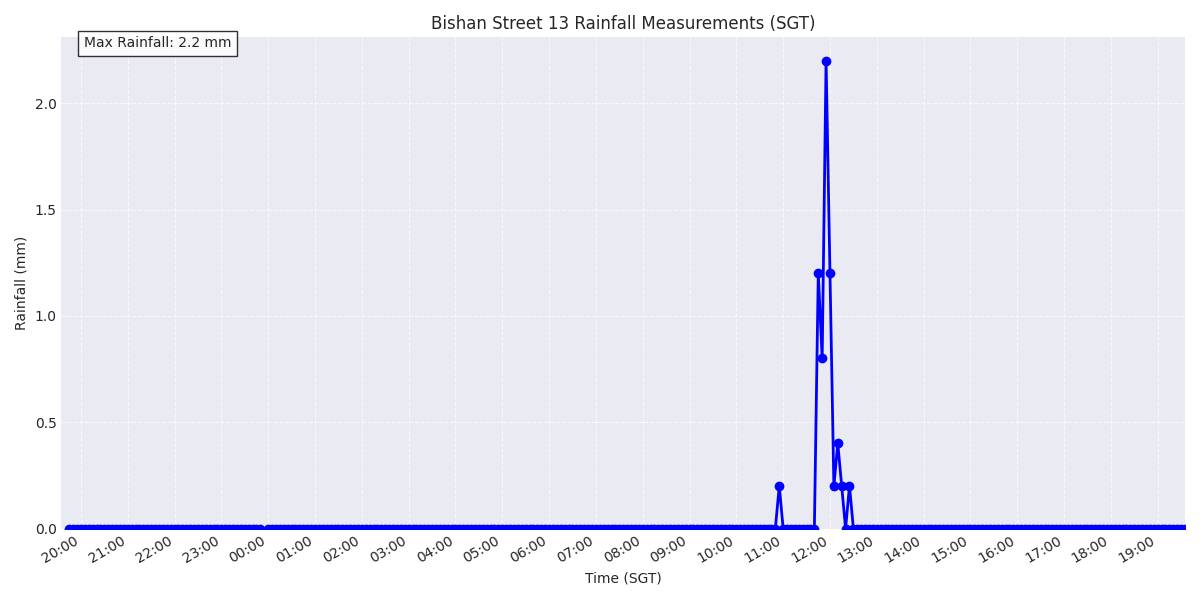 Bishan Street 13 Rainfall Measurements (SGT)
Max Rainfall: 2.2 mm
Rainfall (mm)
2.0
1.5
1.0
0.5
0.0
20:00 21:00 22:00 23:00 00:00 01:00 02:00 03:00 04:00 05:00 06:00 07:00 08:00 09:00 10:00 11:00 12:00 13:00 14:00 15:00 16:00 17:00 18:00 19:00
Time (SGT)